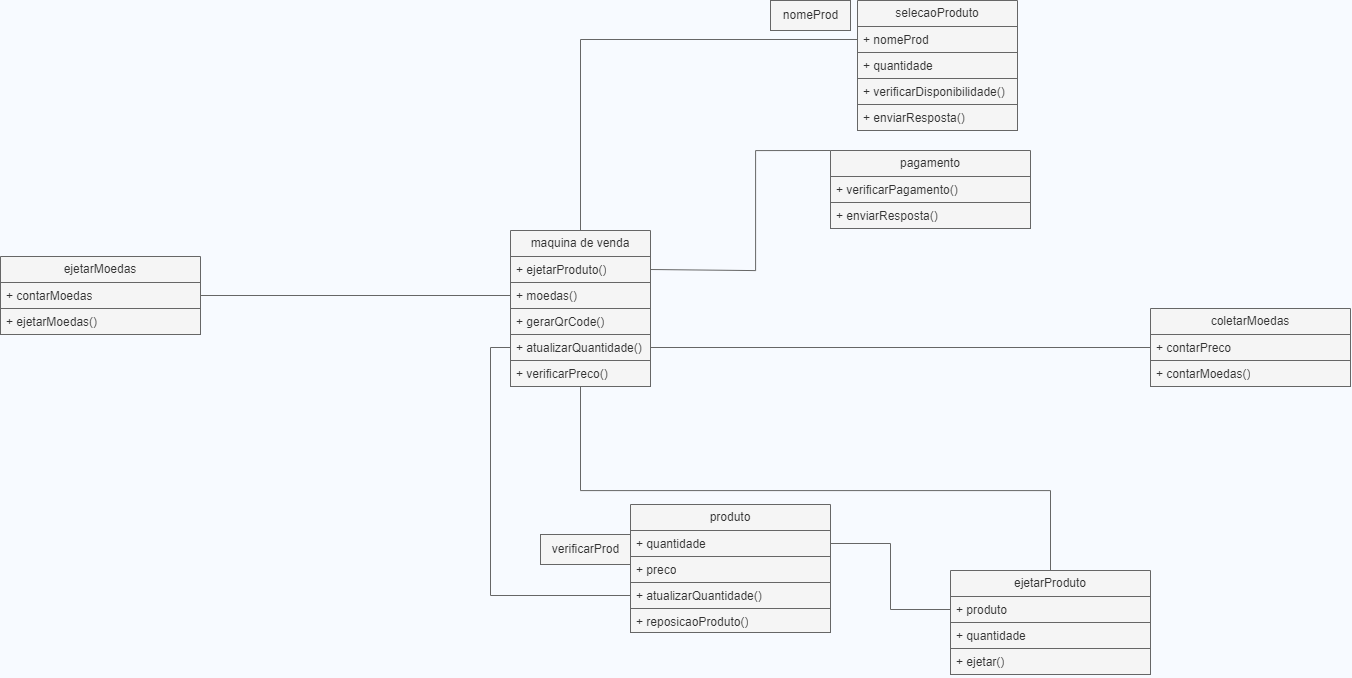 nomeProd
selecaoProduto
+ nomeProd
+ quantidade
+ verificarDisponibilidade()
+ enviarResposta()
pagamento
+ verificarPagamento()
+ enviarResposta()
maquina de venda
+ ejetarProduto()
+ moedas()
+ gerarQrCode()
+ atualizarQuantidade()
+ verificarPreco()
ejetarMoedas
+ contarMoedas
+ ejetarMoedas()
coletarMoedas
+ contarPreco
+ contarMoedas()
produto
+ quantidade
+ preco
+ atualizarQuantidade()
+ reposicaoProduto()
verificarProd
ejetarProduto
+ produto
+ quantidade
+ ejetar()